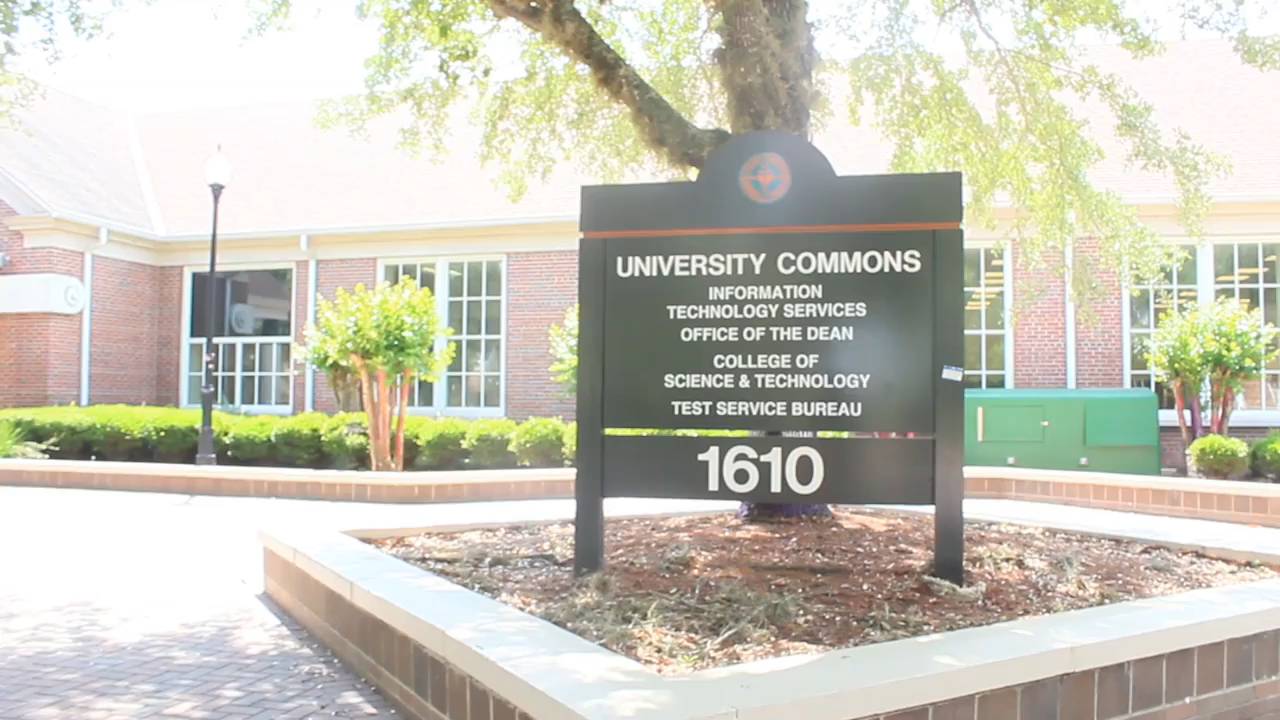 UNIVERSITY COMMONS
INFORMATION
TECHNOLOGY SERVICES
OFFICE OF THE DEAN
COLLEGE OF
SCIENCE & TECHNOLOGY
TEST SERVICE BUREAU
1610